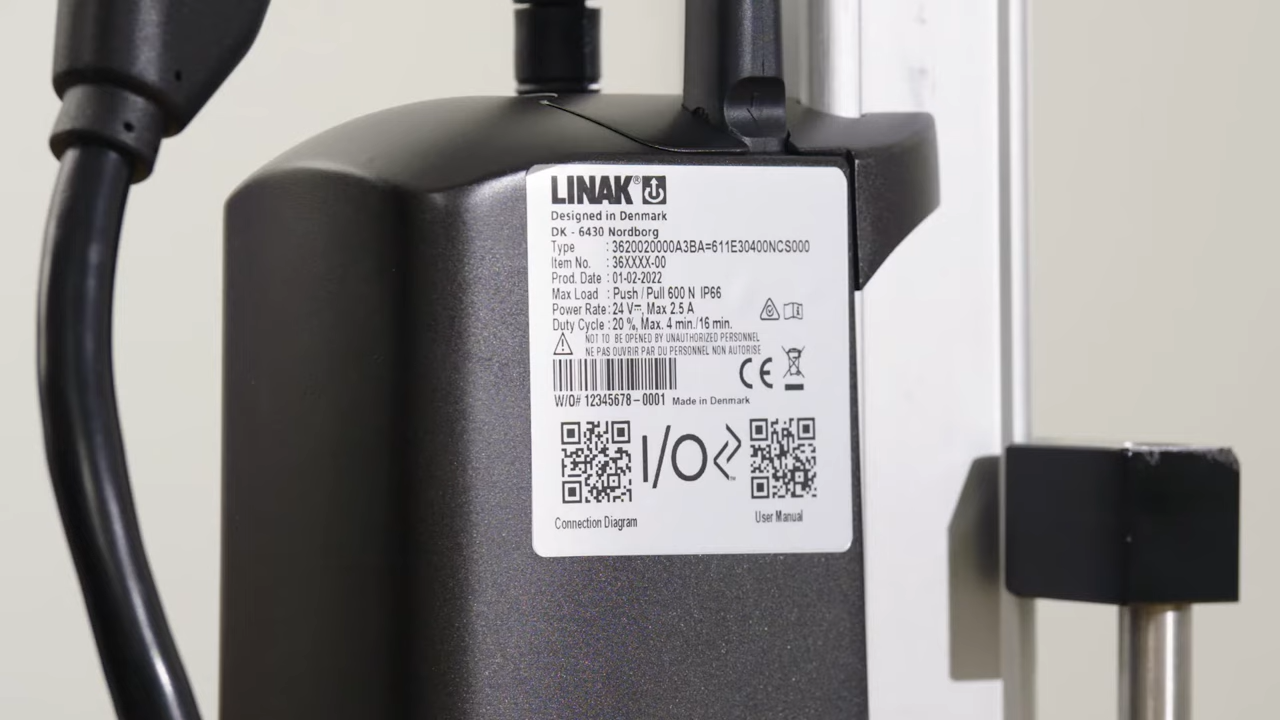 LINAK®
Designed in Denmark
DK - 6430 Nordborg
Type : 3620020000A3BA=611E30400NCS000
Item No. : 36XXXX-00
Prod. Date : 01-02-2022
Max Load : Push / Pull 600 N IP66
Power Rate : 24 V⎓, Max 2.5 A
Duty Cycle : 20 %, Max. 4 min./16 min.
NOT TO BE OPENED BY UNAUTHORIZED PERSONNEL
NE PAS OUVRIR PAR DU PERSONNEL NON AUTORISE
CE
W/O# 12345678-0001 Made in Denmark
I/O™
Connection Diagram
User Manual